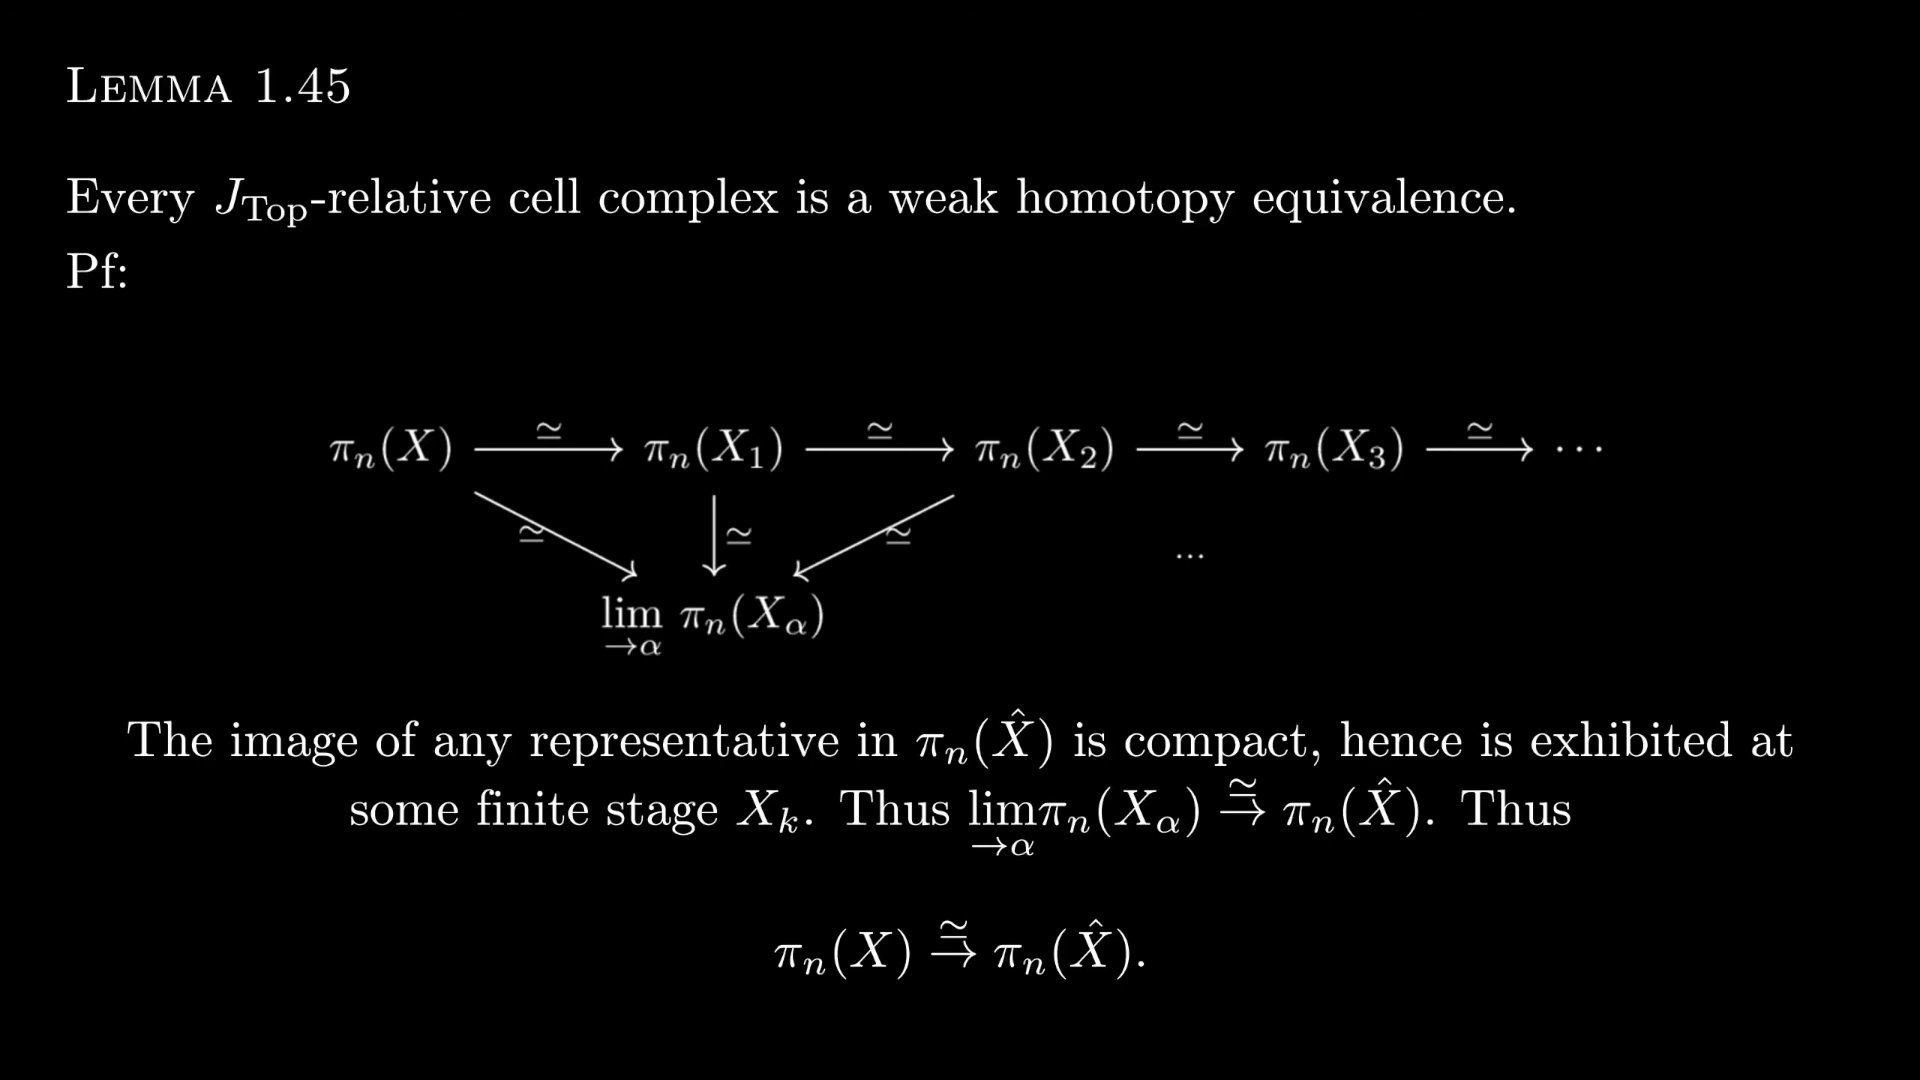 LEMMA 1.45
Every J_Top-relative cell complex is a weak homotopy equivalence.
Pf:
π_n(X) ≃⟶ π_n(X_1) ≃⟶ π_n(X_2) ≃⟶ π_n(X_3) ≃⟶ ⋯
≃ ≃ ≃ ...
lim_{→α} π_n(X_α)
The image of any representative in π_n(X̂) is compact, hence is exhibited at
some finite stage X_k. Thus lim_{→α} π_n(X_α) ≃→ π_n(X̂). Thus
π_n(X) ≃→ π_n(X̂).